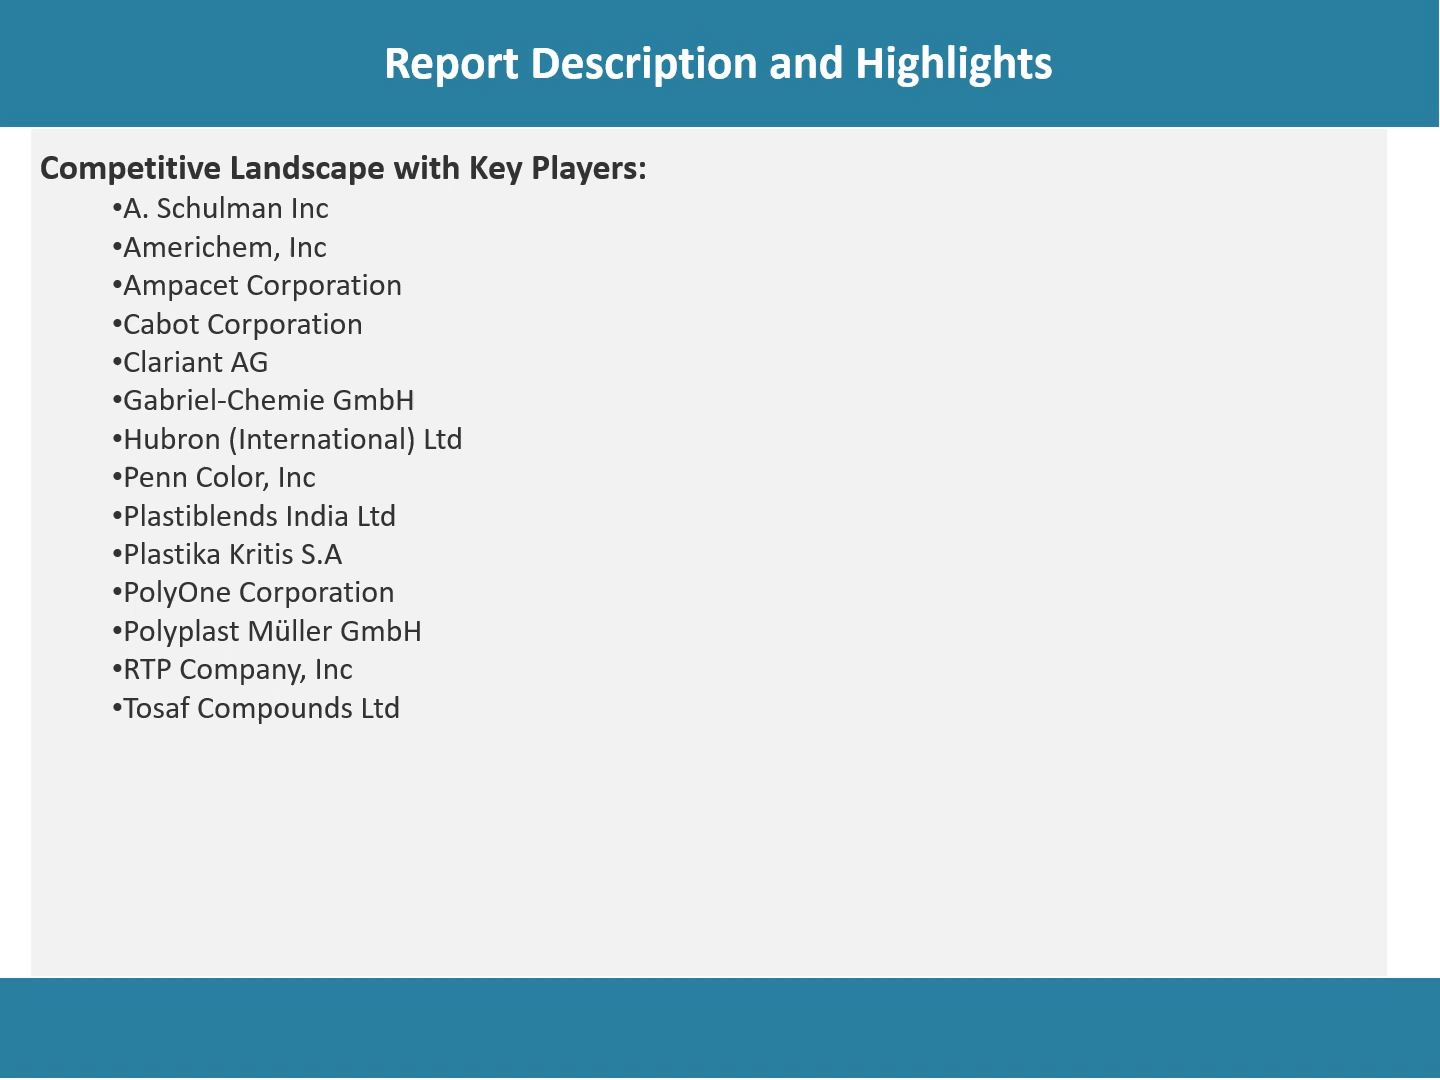 Report Description and Highlights
Competitive Landscape with Key Players:
•A. Schulman Inc
•Americhem, Inc
•Ampacet Corporation
•Cabot Corporation
•Clariant AG
•Gabriel-Chemie GmbH
•Hubron (International) Ltd
•Penn Color, Inc
•Plastiblends India Ltd
•Plastika Kritis S.A
•PolyOne Corporation
•Polyplast Müller GmbH
•RTP Company, Inc
•Tosaf Compounds Ltd